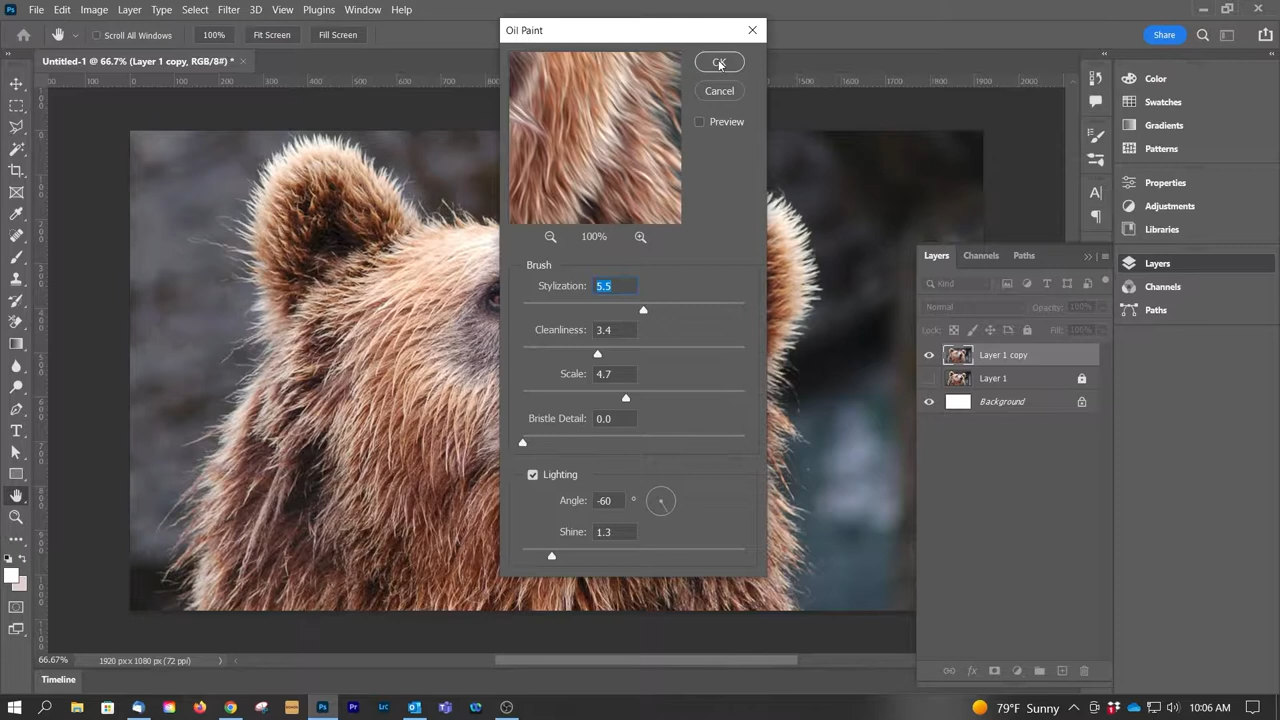 Ps File Edit Image Layer Type Select Filter 3D View Plugins Window Help
Scroll All Windows 100% Fit Screen Fill Screen
Share
Untitled-1 @ 66.7% (Layer 1 copy, RGB/8#) *
Oil Paint
OK
Cancel
Preview
100%
Brush
Stylization: 5.5
Cleanliness: 3.4
Scale: 4.7
Bristle Detail: 0.0
Lighting
Angle: -60 °
Shine: 1.3
Color
Swatches
Gradients
Patterns
Properties
Adjustments
Libraries
Layers
Channels
Paths
Layers Channels Paths
Kind
Normal Opacity: 100%
Lock: Fill: 100%
Layer 1 copy
Layer 1
Background
66.67% 1920 px x 1080 px (72 ppi)
Timeline
79°F Sunny 10:06 AM